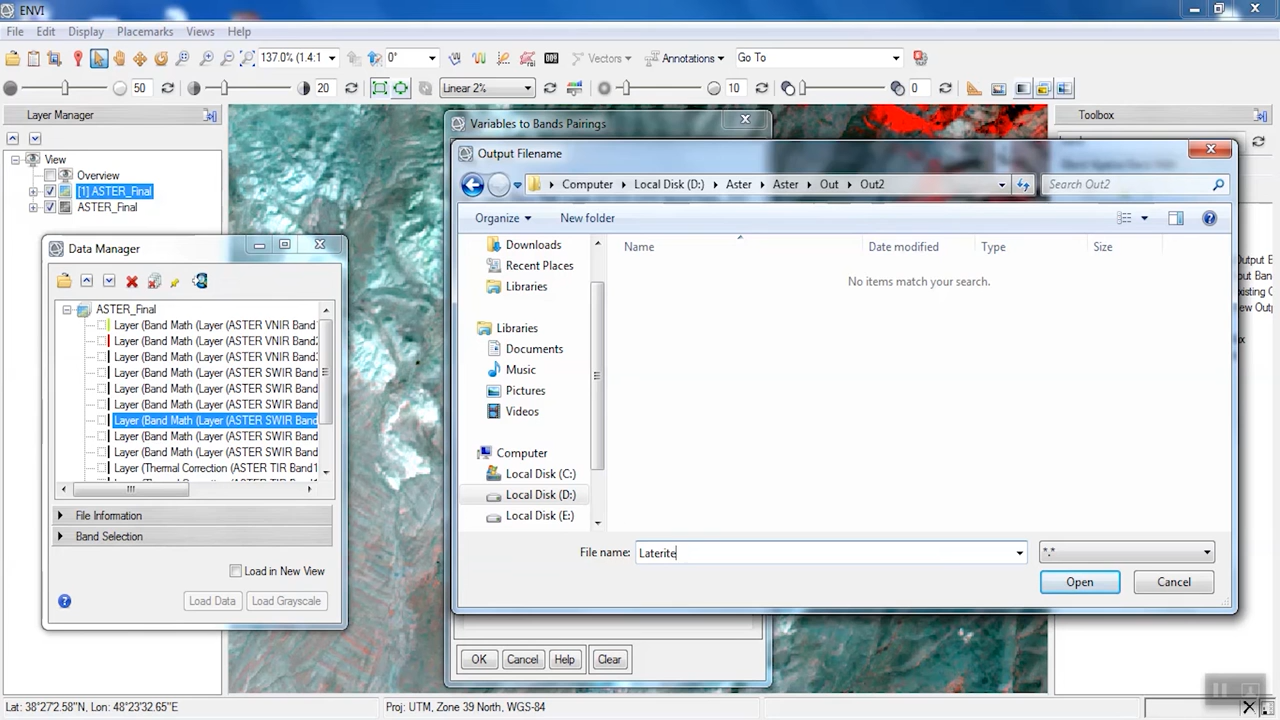 ENVI
File Edit Display Placemarks Views Help
137.0% (1.4:1 0° Vectors Annotations Go To
50 20 Linear 2% 10 0
Layer Manager
View
Overview
[1] ASTER_Final
ASTER_Final
Data Manager
ASTER_Final
Layer (Band Math (Layer (ASTER VNIR Band
Layer (Band Math (Layer (ASTER VNIR Band
Layer (Band Math (Layer (ASTER VNIR Band
Layer (Band Math (Layer (ASTER SWIR Band
Layer (Band Math (Layer (ASTER SWIR Band
Layer (Band Math (Layer (ASTER SWIR Band
Layer (Band Math (Layer (ASTER SWIR Band
Layer (Band Math (Layer (ASTER SWIR Band
Layer (Band Math (Layer (ASTER SWIR Band
Layer (Thermal Correction (ASTER TIR Band1
File Information
Band Selection
Load in New View
Load Data Load Grayscale
Variables to Bands Pairings
Output Filename
Computer Local Disk (D:) Aster Aster Out Out2 Search Out2
Organize New folder
Name Date modified Type Size
No items match your search.
Downloads
Recent Places
Libraries
Libraries
Documents
Music
Pictures
Videos
Computer
Local Disk (C:)
Local Disk (D:)
Local Disk (E:)
File name: Laterite *.*
Open Cancel
OK Cancel Help Clear
Toolbox
Lat: 38°2'2.58"N, Lon: 48°23'32.65"E
Proj: UTM, Zone 39 North, WGS-84